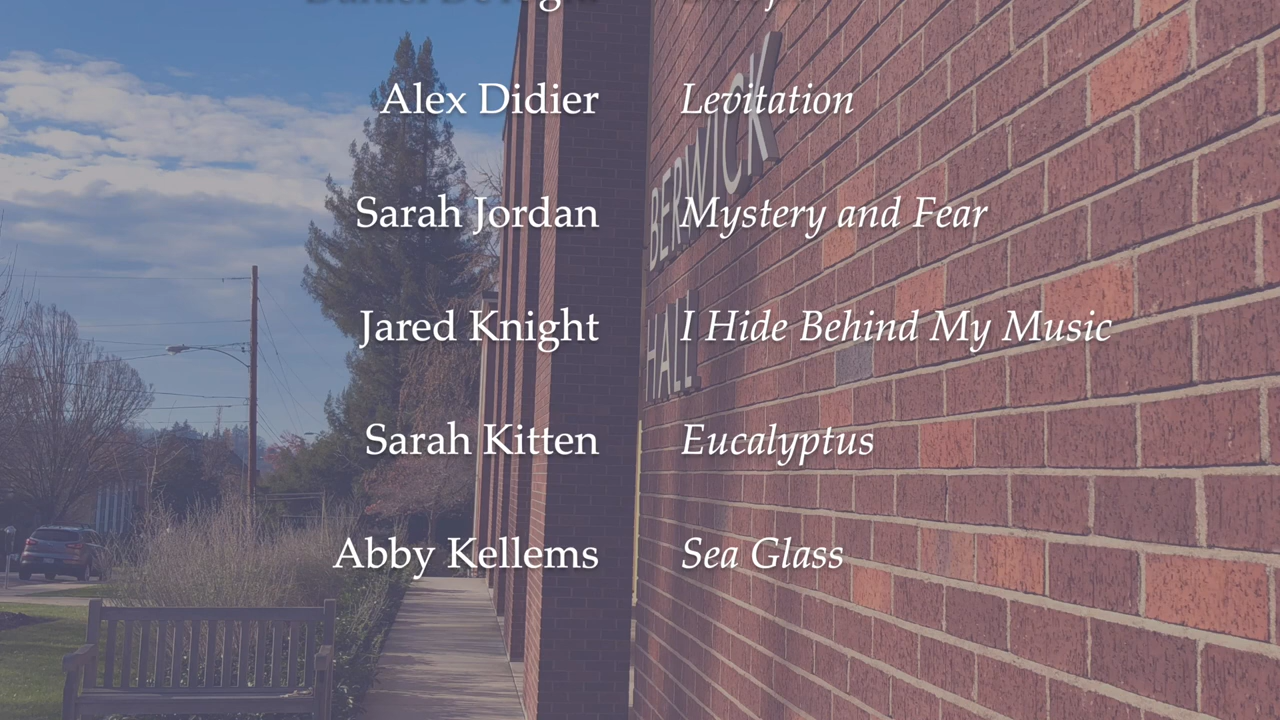 Alex Didier Levitation
Sarah Jordan Mystery and Fear
Jared Knight I Hide Behind My Music
Sarah Kitten Eucalyptus
Abby Kellems Sea Glass
BERWICK
HALL